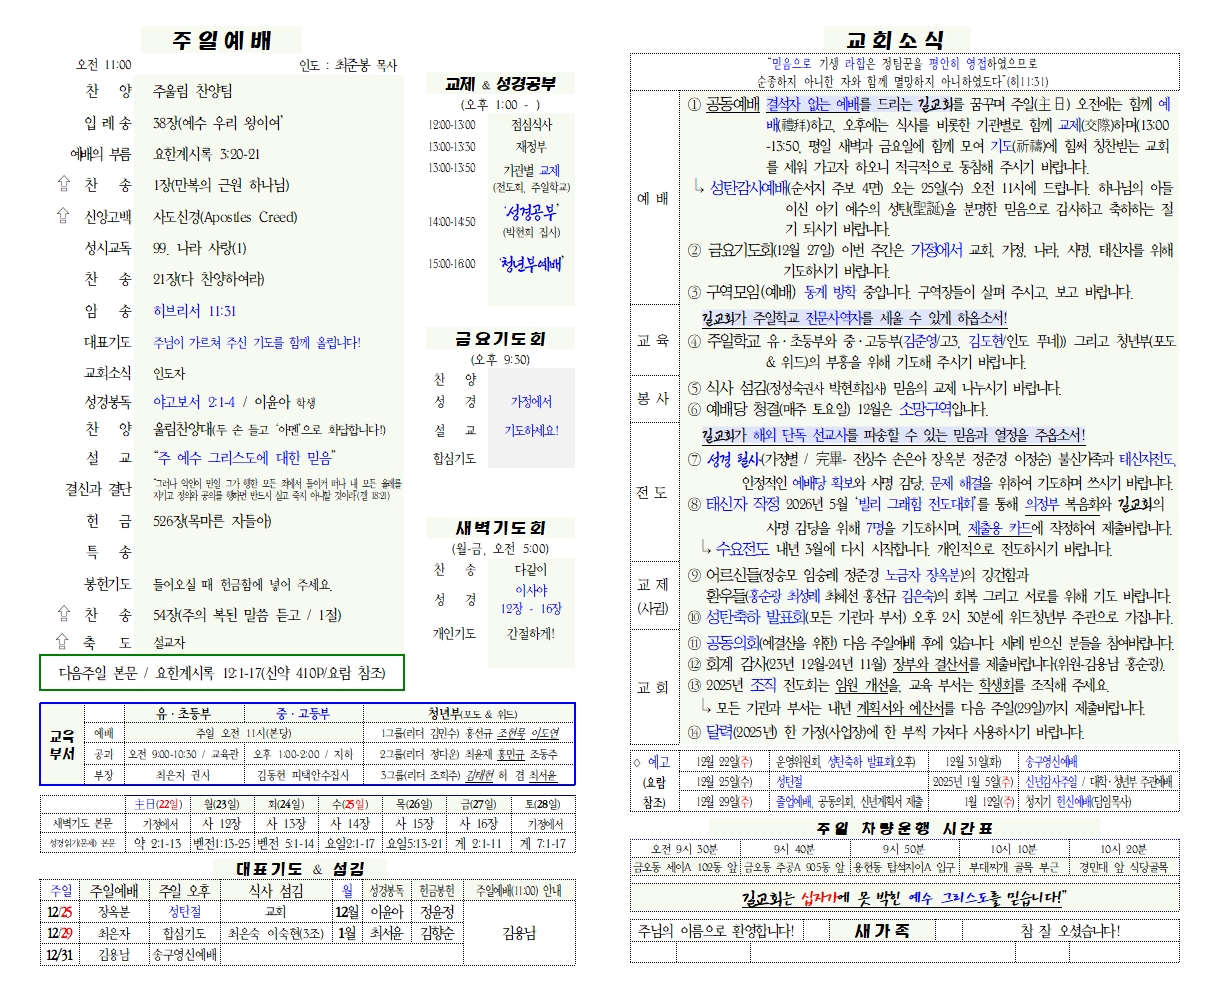 주일예배
오전 11:00 인도 : 최준봉 목사
찬 양 주울림 찬양팀
입 례 송 38장(예수 우리 왕이여)
예배의 부름 요한계시록 3:20-21
⇧ 찬 송 1장(만복의 근원 하나님)
⇧ 신앙고백 사도신경(Apostles Creed)
성시교독 99. 나라 사랑(1)
찬 송 21장(다 찬양하여라)
암 송 히브리서 11:31
대표기도 주님이 가르쳐 주신 기도를 함께 올립니다!
교회소식 인도자
성경봉독 야고보서 2:1-4 / 이윤아 학생
찬 양 울림찬양대(두 손 들고 '아멘'으로 화답합니다!)
설 교 "주 예수 그리스도에 대한 믿음"
결신과 결단 "그러나 악인이 만일 그가 행한 모든 죄에서 돌이켜 떠나 내 모든 율례를
지키고 정의와 공의를 행하면 반드시 살고 죽지 아니할 것이라"(겔 18:21)
헌 금 526장(목마른 자들아)
특 송
봉헌기도 들어오실 때 헌금함에 넣어 주세요.
⇧ 찬 송 54장(주의 복된 말씀 듣고 / 1절)
⇧ 축 도 설교자
다음주일 본문 / 요한계시록 12:1-17(신약 410P/요람 참조)
교제 & 성경공부
(오후 1:00 - )
12:00-13:00 점심식사
13:00-13:30 재정부
13:00-13:50 기관별 교제
(전도회, 주일학교)
14:00-14:50 '성경공부'
(박현희 집사)
15:00-16:00 '청년부예배'
금요기도회
(오후 9:30)
찬 양
성 경 가정에서
설 교 기도하세요!
합심기도
새벽기도회
(월-금, 오전 5:00)
찬 송 다같이
성 경 이사야
12장 - 16장
개인기도 간절하게!
교육
부서
유·초등부 중·고등부 청년부(포도 & 위드)
예배 주일 오전 11시(본당) 1그룹(리더 김민수) 홍선규 조현묵 이도연
공과 오전 9:00-10:30 / 교육관 오후 1:00-2:00 / 지하 2그룹(리더 정다운) 최윤재 홍민규 조동주
부장 최은자 권사 김동현 피택안수집사 3그룹(리더 조희주) 김태현 허 겸 최서윤
主日(22일) 월(23일) 화(24일) 수(25일) 목(26일) 금(27일) 토(28일)
새벽기도 본문 가정에서 사 12장 사 13장 사 14장 사 15장 사 16장 가정에서
성경읽기(문제) 본문 약 2:1-13 벧전1:13-25 벧전 5:1-14 요일2:1-17 요일5:13-21 계 2:1-11 계 7:1-17
대표기도 & 섬김
주일 주일예배 주일 오후 식사 섬김 월 성경봉독 헌금봉헌 주일예배(11:00) 안내
12/25 장옥분 성탄절 교회 12월 이윤아 정윤정 김용남
12/29 최은자 합심기도 최은숙 이숙현(3조) 1월 최서윤 김향순
12/31 김용남 송구영신예배
교회소식
"믿음으로 기생 라합은 정탐꾼을 평안히 영접하였으므로
순종하지 아니한 자와 함께 멸망하지 아니하였도다"(히11:31)
예 배
① 공동예배 결석자 없는 예배를 드리는 길교회를 꿈꾸며 주일(主日) 오전에는 함께 예
배(禮拜)하고, 오후에는 식사를 비롯한 기관별로 함께 교제(交際)하며(13:00
-13:50, 평일 새벽과 금요일에 함께 모여 기도(祈禱)에 힘써 칭찬받는 교회
를 세워 가고자 하오니 적극적으로 동참해 주시기 바랍니다.
↳ 성탄감사예배(순서지 주보 4면) 오는 25일(수) 오전 11시에 드립니다. 하나님의 아들
이신 아기 예수의 성탄(聖誕)을 분명한 믿음으로 감사하고 축하하는 절
기 되시기 바랍니다.
② 금요기도회(12월 27일) 이번 주간은 가정에서 교회, 가정, 나라, 사명, 태신자를 위해
기도하시기 바랍니다.
③ 구역모임(예배) 동계 방학 중입니다. 구역장들이 살펴 주시고, 보고 바랍니다.
교 육
길교회가 주일학교 전문사역자를 세울 수 있게 하옵소서!
④ 주일학교 유·초등부와 중·고등부(김준영/고3, 김도현/인도 푸네)) 그리고 청년부(포도
& 위드)의 부흥을 위해 기도해 주시기 바랍니다.
봉 사
⑤ 식사 섬김(정성숙권사 박현희집사) 믿음의 교제 나누시기 바랍니다.
⑥ 예배당 청결(매주 토요일) 12월은 소망구역입니다.
전 도
길교회가 해외 단독 선교사를 파송할 수 있는 믿음과 열정을 주옵소서!
⑦ 성경 필사(가정별 / 完畢- 전상수 손은아 장옥분 정준경 이정순) 불신가족과 태신자전도,
안정적인 예배당 확보와 사명 감당, 문제 해결을 위하여 기도하며 쓰시기 바랍니다.
⑧ 태신자 작정 2026년 5월 '빌리 그래함 전도대회'를 통해 의정부 복음화와 길교회의
사명 감당을 위해 7명을 기도하시며, 제출용 카드에 작정하여 제출바랍니다.
↳ 수요전도 내년 3월에 다시 시작합니다. 개인적으로 전도하시기 바랍니다.
교 제
(사귐)
⑨ 어르신들(정승모 임승례 정준경 노금자 장옥분)의 강건함과
환우들(홍순광 최성례 최혜선 홍선규 김은숙)의 회복 그리고 서로를 위해 기도 바랍니다.
⑩ 성탄축하 발표회(모든 기관과 부서) 오후 2시 30분에 위드청년부 주관으로 가집니다.
교 회
⑪ 공동의회(예결산을 위한) 다음 주일예배 후에 있습니다. 세례 받으신 분들을 참여바랍니다.
⑫ 회계 감사(23년 12월-24년 11월) 장부와 결산서를 제출바랍니다(위원-김용남 홍순광).
⑬ 2025년 조직 전도회는 임원 개선을, 교육 부서는 학생회를 조직해 주세요.
↳ 모든 기관과 부서는 내년 계획서와 예산서를 다음 주일(29일)까지 제출바랍니다.
⑭ 달력(2025년) 한 가정(사업장)에 한 부씩 가져다 사용하시기 바랍니다.
◇ 예고
(요람
참조)
12월 22일(주) 운영위원회, 성탄축하 발표회(오후) 12월 31일(화) 송구영신예배
12월 25일(수) 성탄절 2025년 1월 5일(주) 신년감사주일 / 대학·청년부 주관예배
12월 29일(주) 졸업예배, 공동의회, 신년계획서 제출 1월 12일(주) 청지기 헌신예배(담임목사)
주일 차량운행 시간표
오전 9시 30분 9시 40분 9시 50분 10시 10분 10시 20분
금오동 세아A 102동 앞 금오동 주공A 905동 앞 용현동 탑석자이A 입구 부대찌개 골목 부근 경민대 앞 식당골목
길교회는 십자가에 못 박힌 예수 그리스도를 믿습니다!"
주님의 이름으로 환영합니다! 새가족 참 잘 오셨습니다!